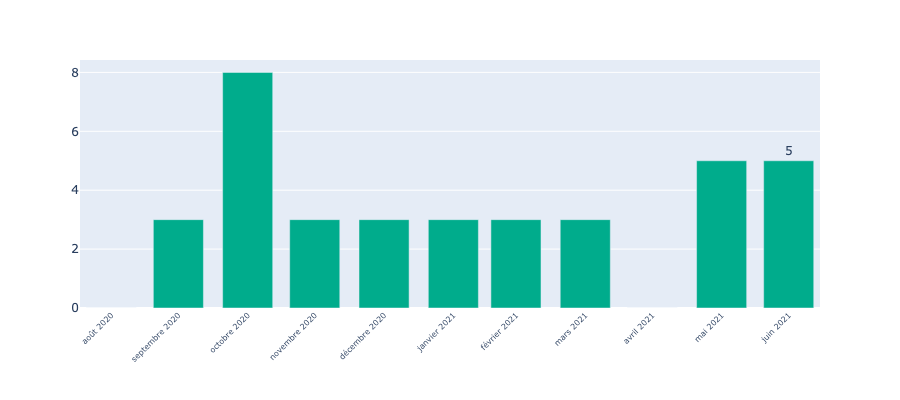 8
6
4
2
0
5
août 2020
septembre 2020
octobre 2020
novembre 2020
décembre 2020
janvier 2021
février 2021
mars 2021
avril 2021
mai 2021
juin 2021